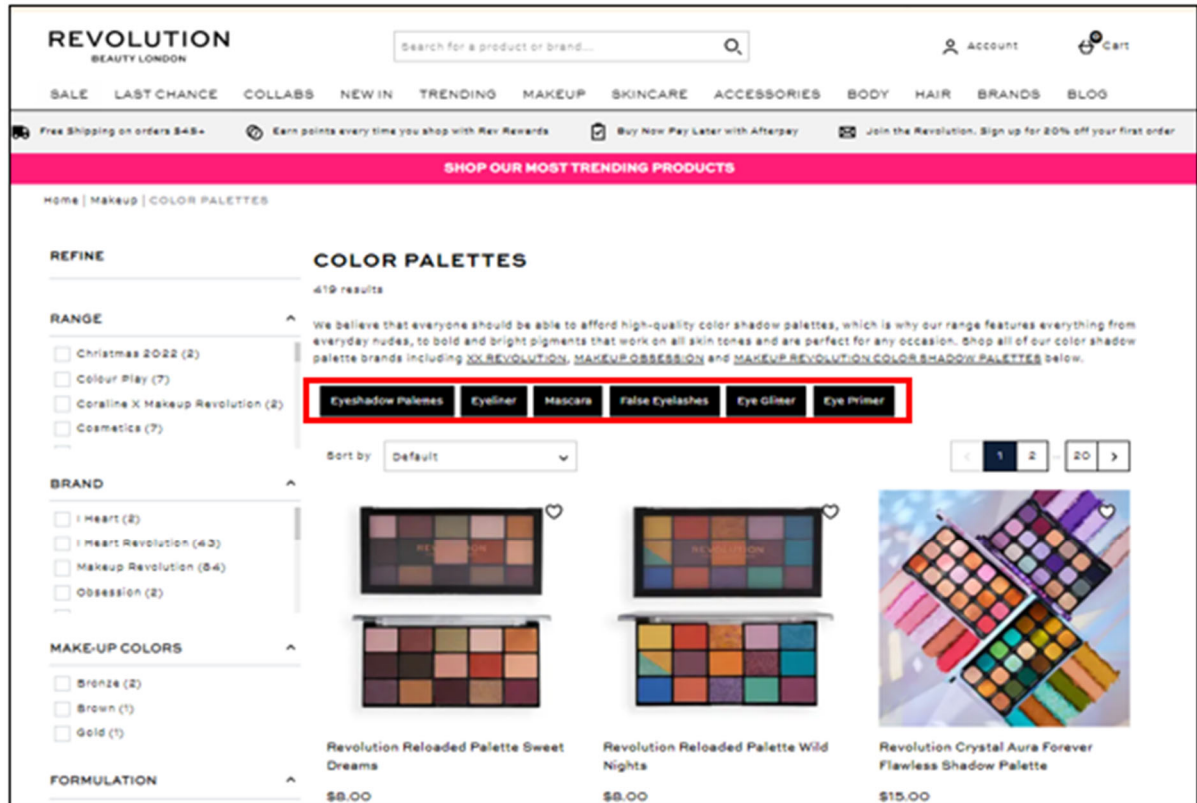 REVOLUTION
BEAUTY LONDON
Search for a product or brand...
Account
0
Cart
SALE LAST CHANCE COLLABS NEW IN TRENDING MAKEUP SKINCARE ACCESSORIES BODY HAIR BRANDS BLOG
Free Shipping on orders $45+ Earn points every time you shop with Rev Rewards Buy Now Pay Later with Afterpay Join the Revolution. Sign up for 20% off your first order
SHOP OUR MOST TRENDING PRODUCTS
Home | Makeup | COLOR PALETTES
REFINE
RANGE
Christmas 2022 (2)
Colour Play (7)
Coraline X Makeup Revolution (2)
Cosmetics (7)
BRAND
I Heart (2)
I Heart Revolution (43)
Makeup Revolution (84)
Obsession (2)
MAKE-UP COLORS
Bronze (2)
Brown (1)
Gold (1)
FORMULATION
COLOR PALETTES
419 results
We believe that everyone should be able to afford high-quality color shadow palettes, which is why our range features everything from
everyday nudes, to bold and bright pigments that work on all skin tones and are perfect for any occasion. Shop all of our color shadow
palette brands including XX REVOLUTION, MAKEUP OBSESSION and MAKEUP REVOLUTION COLOR SHADOW PALETTES below.
Eyeshadow Palettes Eyeliner Mascara False Eyelashes Eye Glitter Eye Primer
Sort by Default
1 2 ... 20
REVOLUTION
REVOLUTION
Revolution Reloaded Palette Sweet
Dreams
$8.00
Revolution Reloaded Palette Wild
Nights
$8.00
Revolution Crystal Aura Forever
Flawless Shadow Palette
$15.00